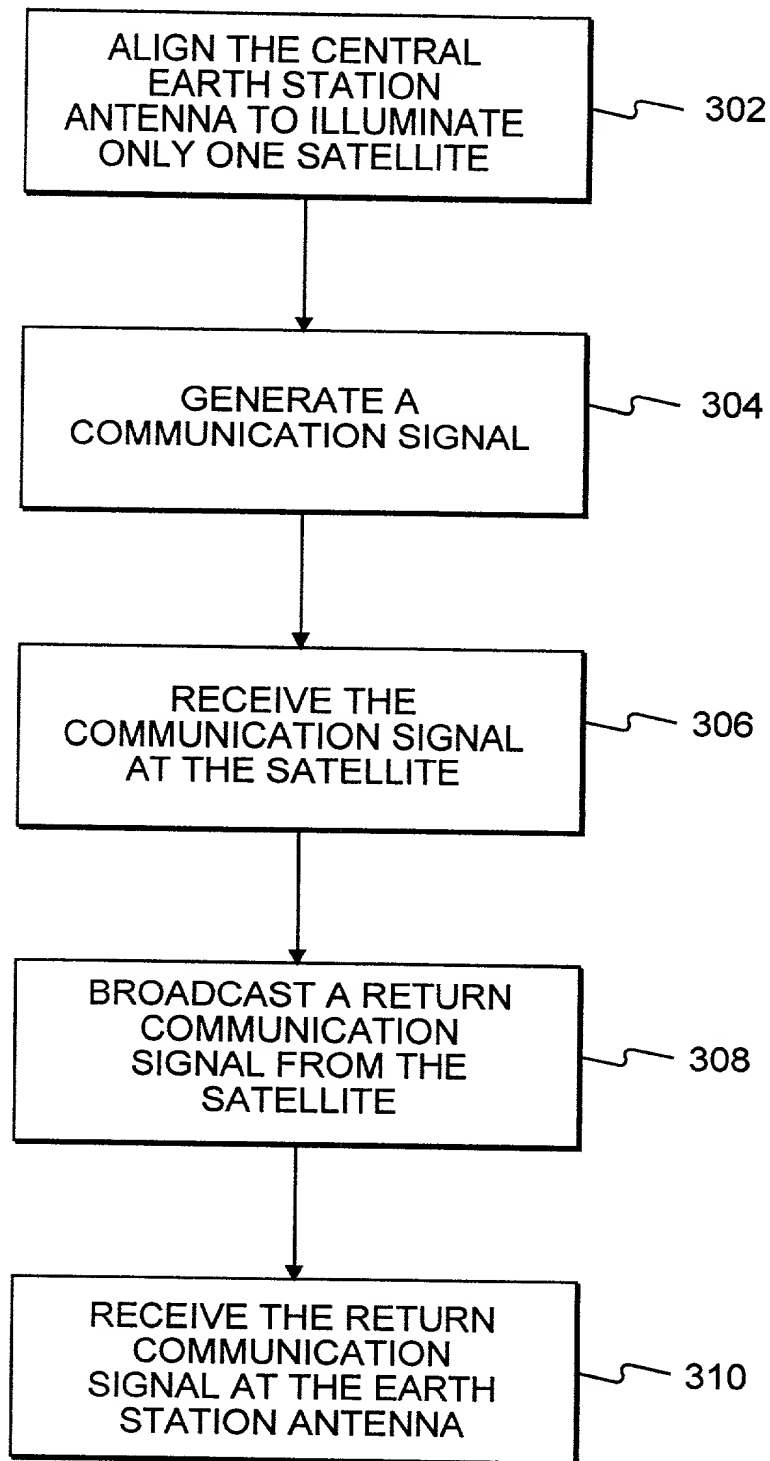 ALIGN THE CENTRAL
EARTH STATION
ANTENNA TO ILLUMINATE
ONLY ONE SATELLITE
302
GENERATE A
COMMUNICATION SIGNAL
304
RECEIVE THE
COMMUNICATION SIGNAL
AT THE SATELLITE
306
BROADCAST A RETURN
COMMUNICATION
SIGNAL FROM THE
SATELLITE
308
RECEIVE THE RETURN
COMMUNICATION
SIGNAL AT THE EARTH
STATION ANTENNA
310